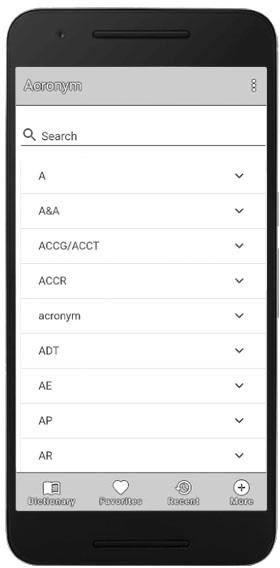 Acronym
Search
A
A&A
ACCG/ACCT
ACCR
acronym
ADT
AE
AP
AR
Dictionary Favorites Recent More